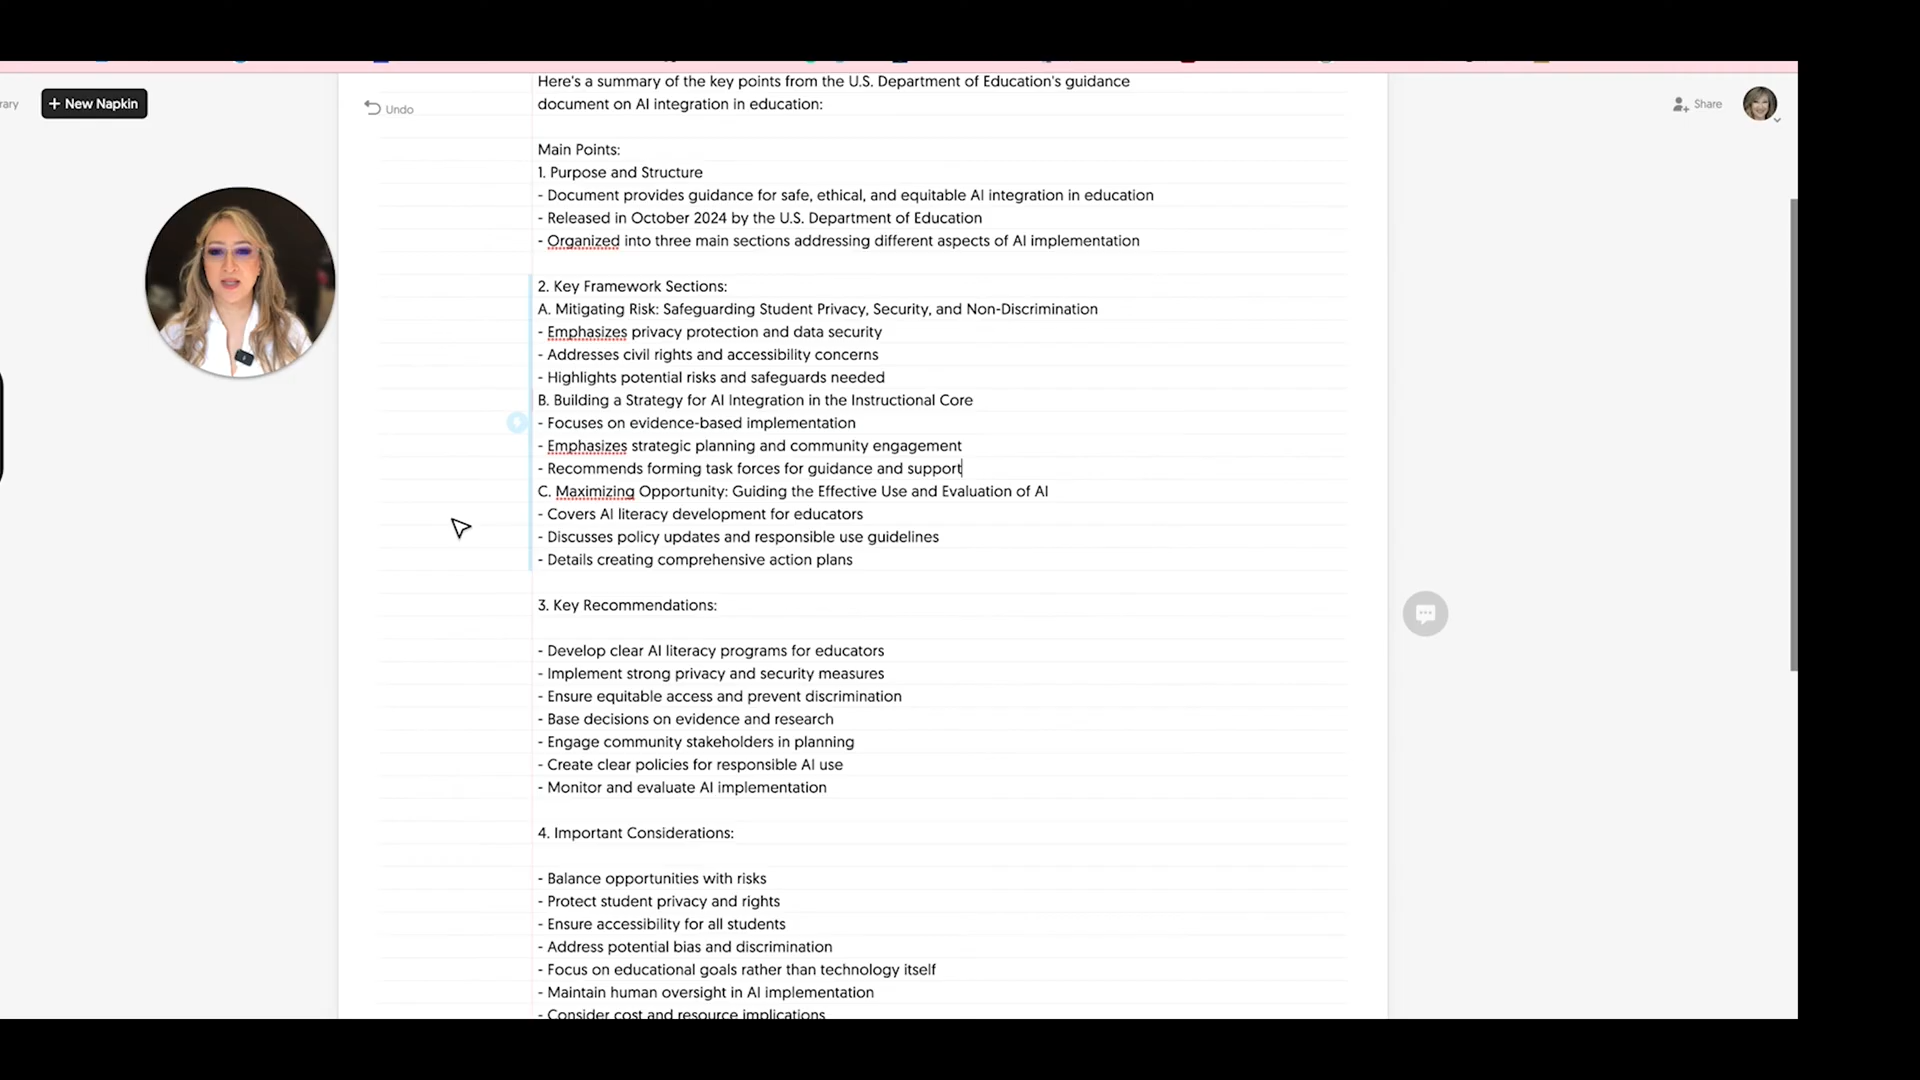 Here's a summary of the key points from the U.S. Department of Education's guidance
rary
+ New Napkin
Undo
document on AI integration in education:
Share
Main Points:
1. Purpose and Structure
- Document provides guidance for safe, ethical, and equitable AI integration in education
- Released in October 2024 by the U.S. Department of Education
- Organized into three main sections addressing different aspects of AI implementation
2. Key Framework Sections:
A. Mitigating Risk: Safeguarding Student Privacy, Security, and Non-Discrimination
- Emphasizes privacy protection and data security
- Addresses civil rights and accessibility concerns
- Highlights potential risks and safeguards needed
B. Building a Strategy for AI Integration in the Instructional Core
- Focuses on evidence-based implementation
- Emphasizes strategic planning and community engagement
- Recommends forming task forces for guidance and support
C. Maximizing Opportunity: Guiding the Effective Use and Evaluation of AI
- Covers AI literacy development for educators
- Discusses policy updates and responsible use guidelines
- Details creating comprehensive action plans
3. Key Recommendations:
- Develop clear AI literacy programs for educators
- Implement strong privacy and security measures
- Ensure equitable access and prevent discrimination
- Base decisions on evidence and research
- Engage community stakeholders in planning
- Create clear policies for responsible AI use
- Monitor and evaluate AI implementation
4. Important Considerations:
- Balance opportunities with risks
- Protect student privacy and rights
- Ensure accessibility for all students
- Address potential bias and discrimination
- Focus on educational goals rather than technology itself
- Maintain human oversight in AI implementation
- Consider cost and resource implications